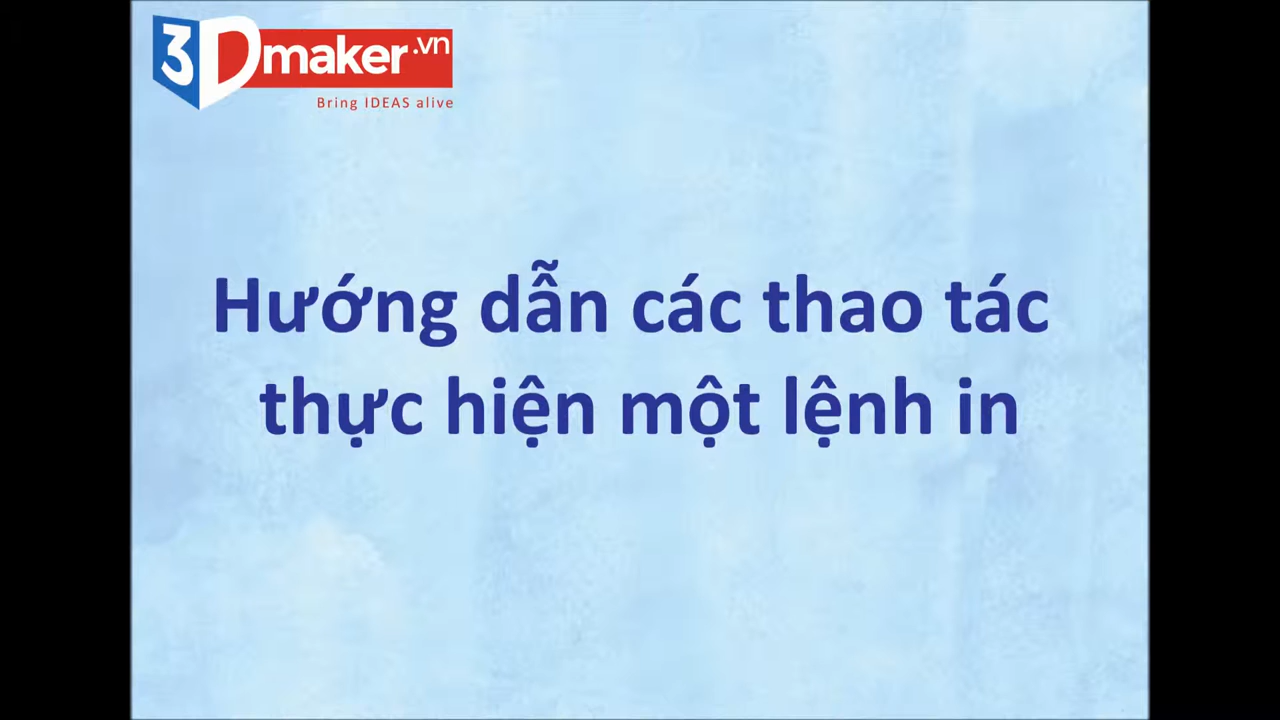 3Dmaker.vn
Bring IDEAS alive
Hướng dẫn các thao tác
thực hiện một lệnh in